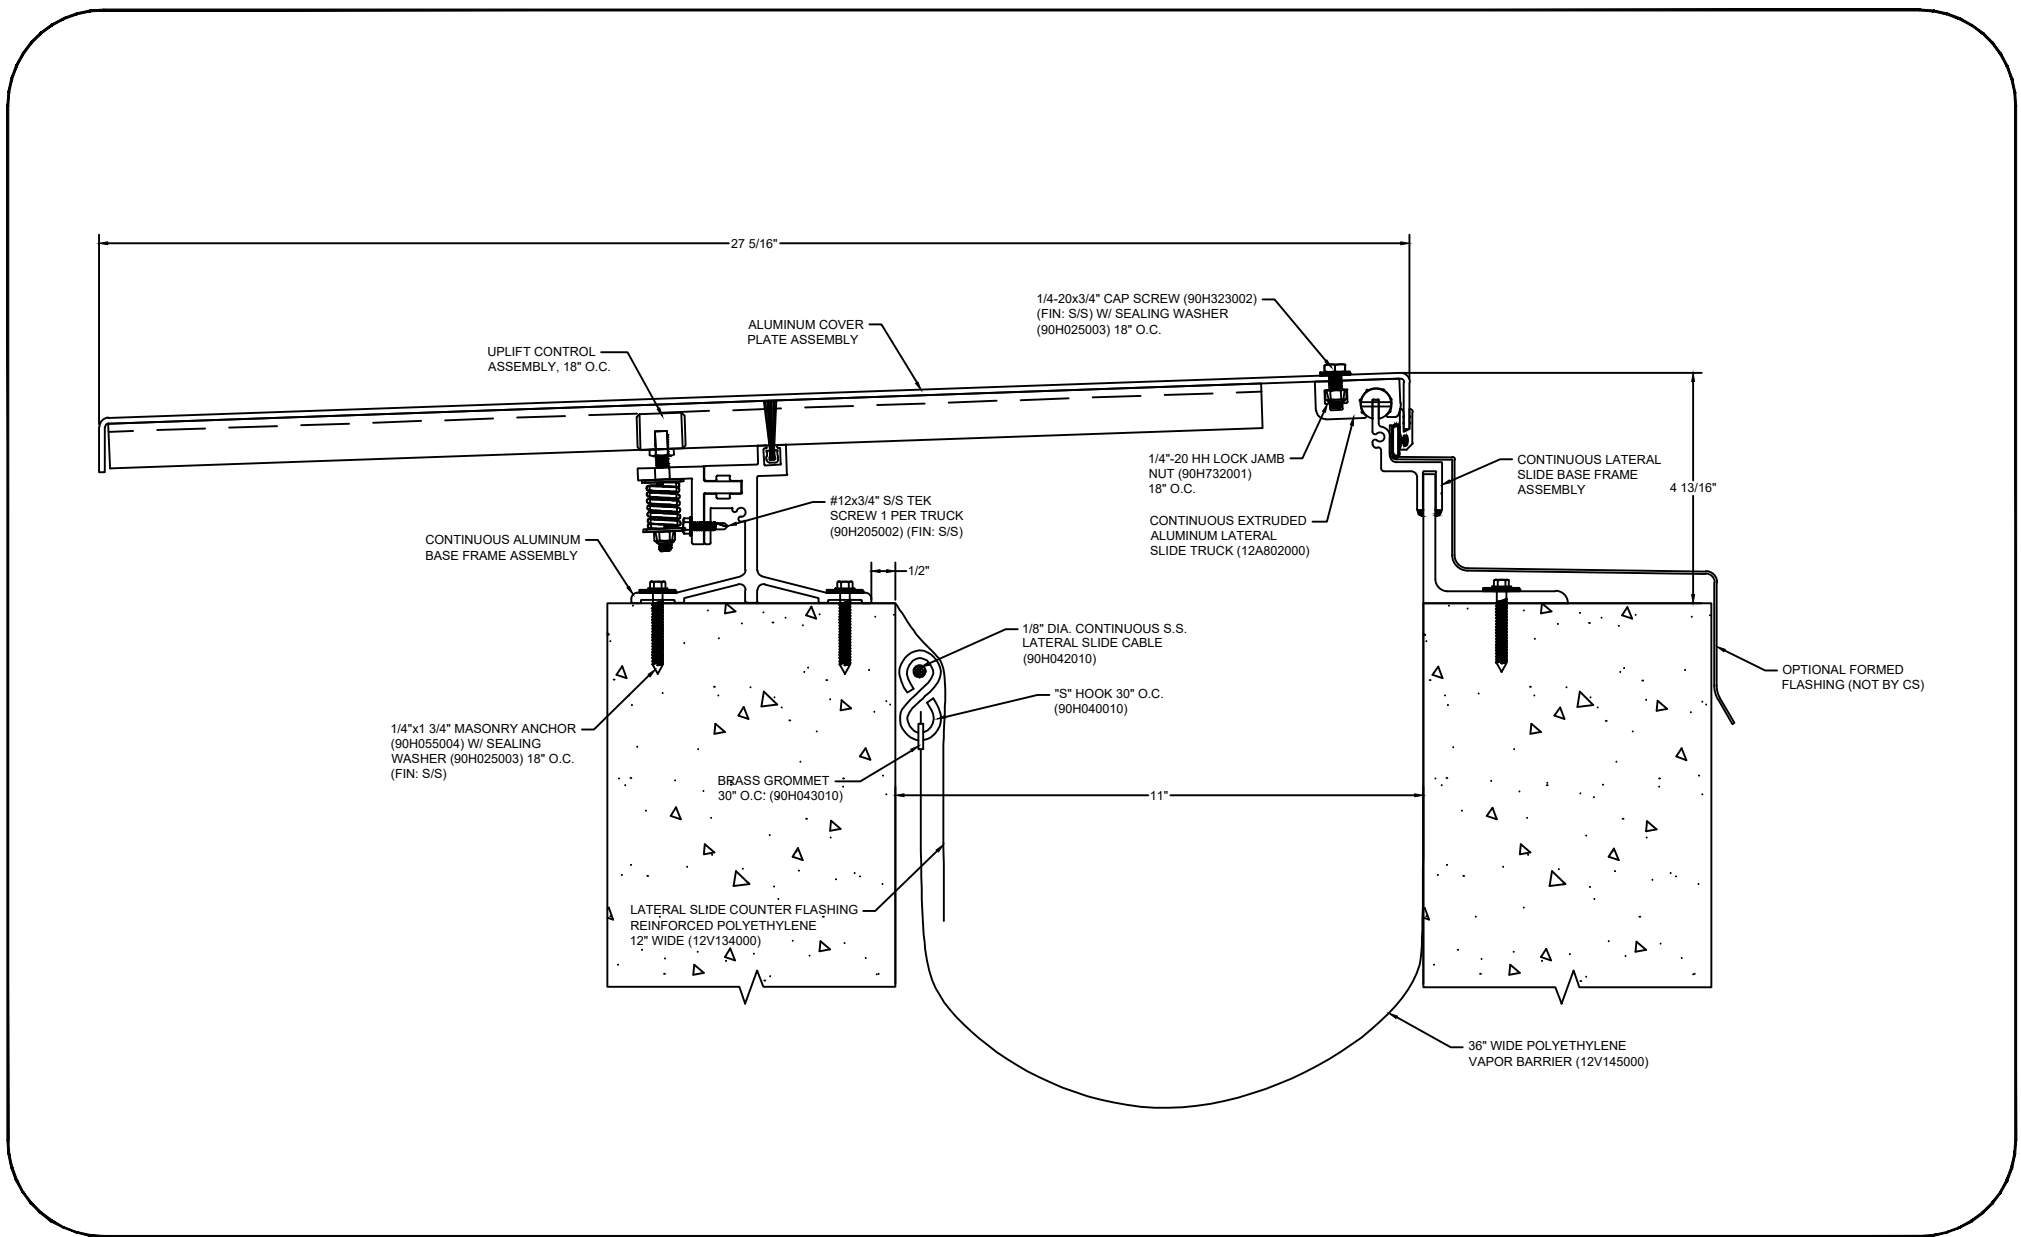 27 5/16"
1/4-20x3/4" CAP SCREW (90H323002)
(FIN: S/S) W/ SEALING WASHER
(90H025003) 18" O.C.
ALUMINUM COVER
PLATE ASSEMBLY
UPLIFT CONTROL
ASSEMBLY, 18" O.C.
1/4"-20 HH LOCK JAMB
NUT (90H732001)
18" O.C.
CONTINUOUS LATERAL
SLIDE BASE FRAME
ASSEMBLY
4 13/16"
#12x3/4" S/S TEK
SCREW 1 PER TRUCK
(90H205002) (FIN: S/S)
CONTINUOUS EXTRUDED
ALUMINUM LATERAL
SLIDE TRUCK (12A802000)
CONTINUOUS ALUMINUM
BASE FRAME ASSEMBLY
1/2"
1/8" DIA. CONTINUOUS S.S.
LATERAL SLIDE CABLE
(90H042010)
OPTIONAL FORMED
FLASHING (NOT BY CS)
"S" HOOK 30" O.C.
(90H040010)
1/4"x1 3/4" MASONRY ANCHOR
(90H055004) W/ SEALING
WASHER (90H025003) 18" O.C.
(FIN: S/S)
BRASS GROMMET
30" O.C. (90H043010)
11"
LATERAL SLIDE COUNTER FLASHING
REINFORCED POLYETHYLENE
12" WIDE (12V134000)
36" WIDE POLYETHYLENE
VAPOR BARRIER (12V145000)